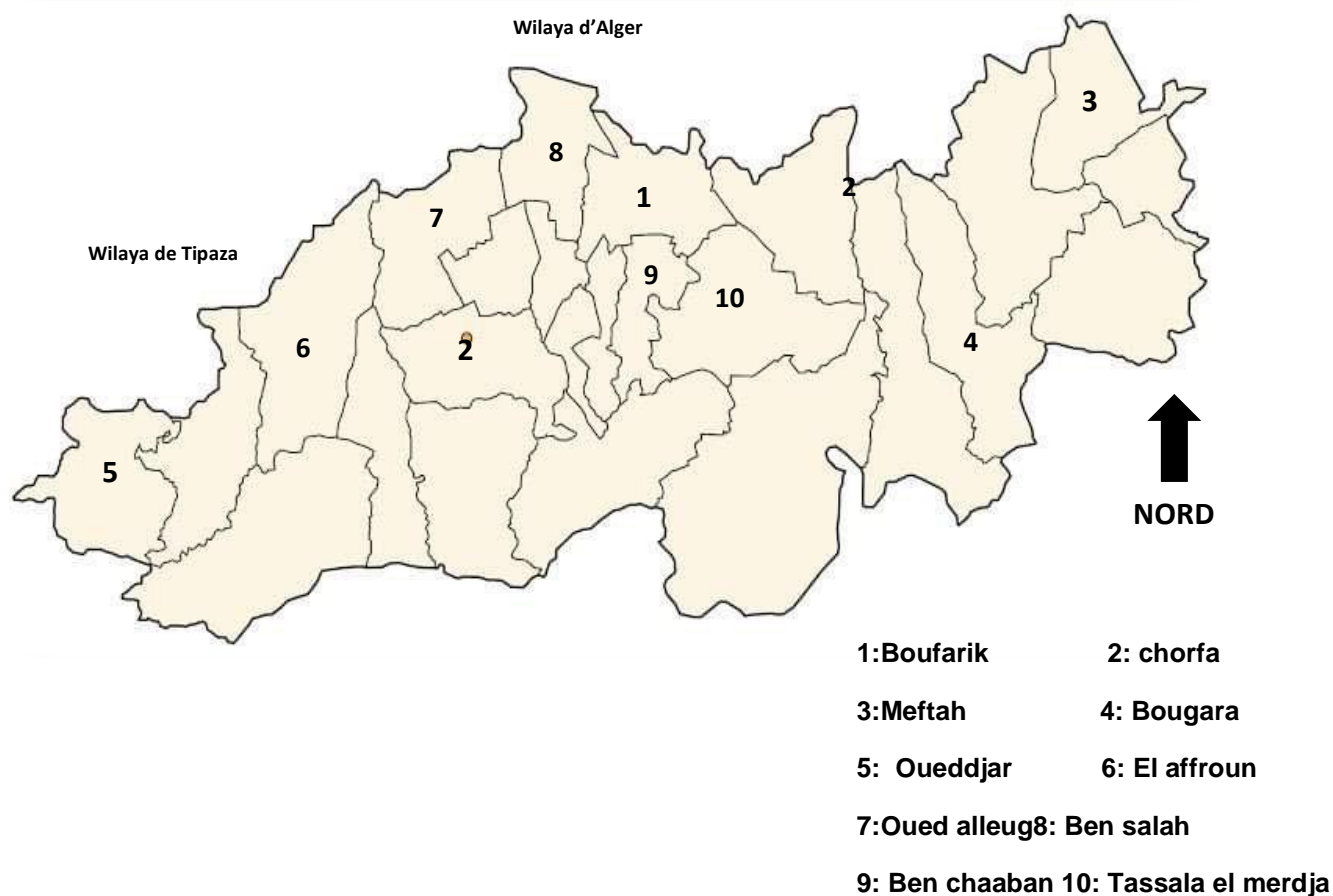 Wilaya d’Alger
3
8
2
1
7
Wilaya de Tipaza
9
10
6
2
4
5
NORD
1:Boufarik 2: chorfa
3:Meftah 4: Bougara
5: Oueddjar 6: El affroun
7:Oued alleug8: Ben salah
9: Ben chaaban 10: Tassala el merdja